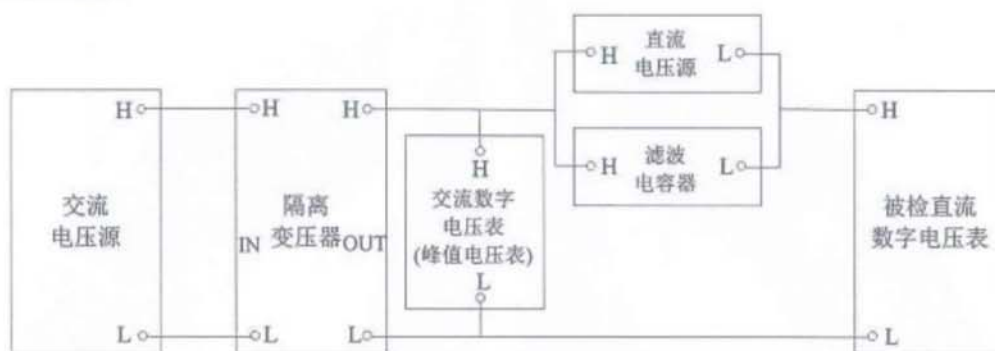 H 直流 L
电压源
H 滤波 L
电容器
H
H
H
H
H
交流
电压源
隔离
IN 变压器 OUT
交流数字
电压表
(峰值电压表)
L
被检直流
数字电压表
L
L
L
L